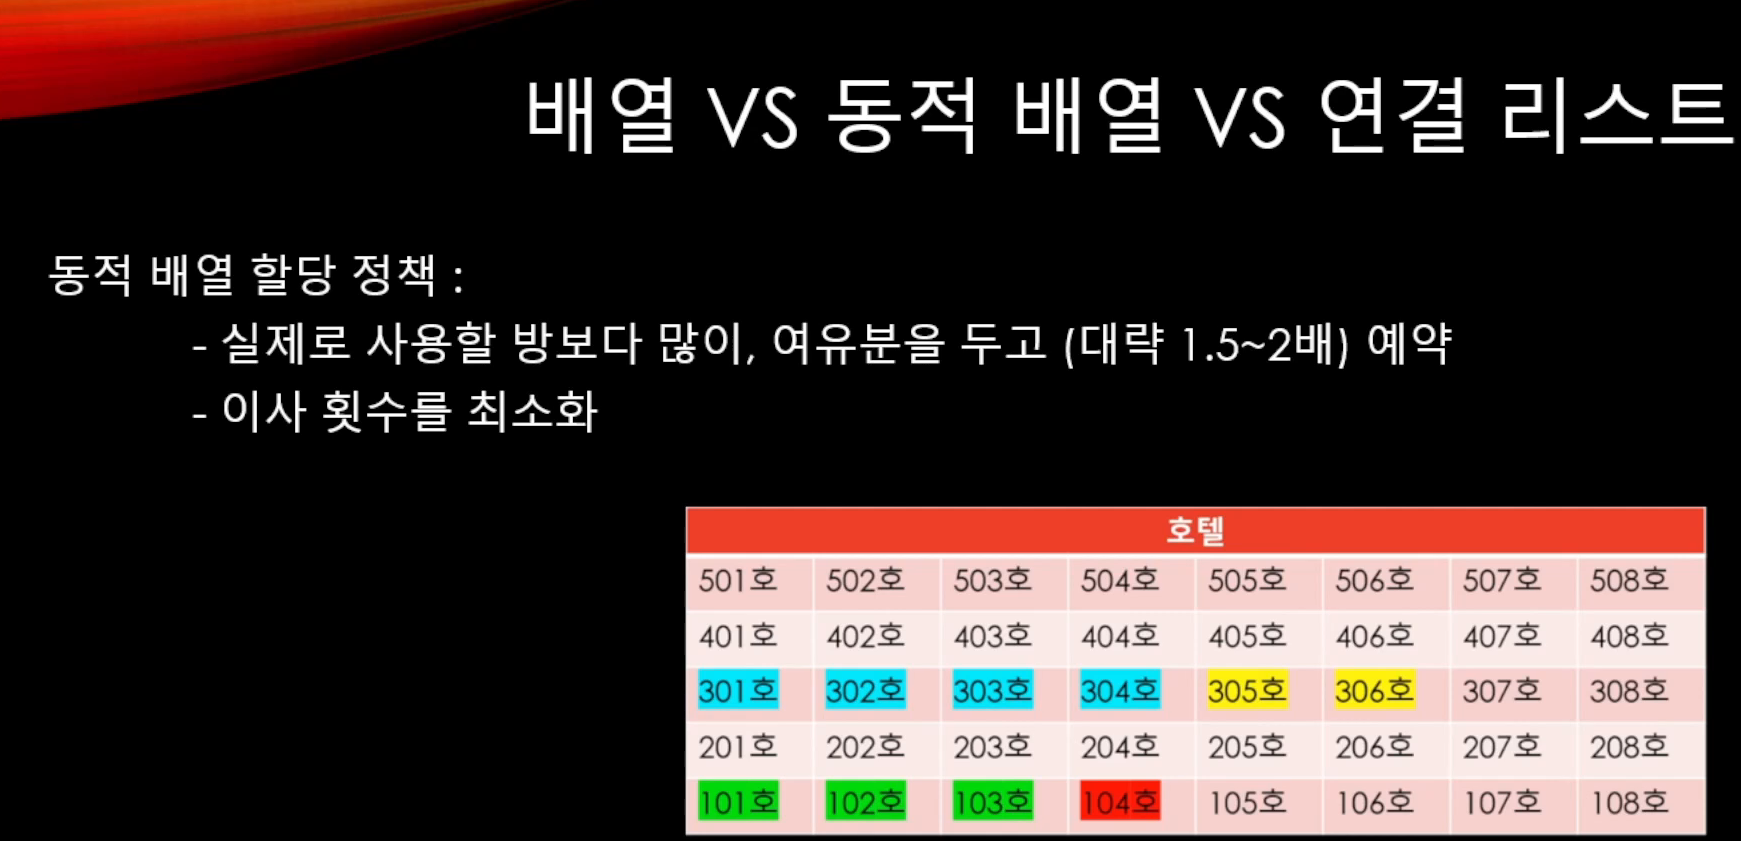 배열 VS 동적 배열 VS 연결 리스트
동적 배열 할당 정책 :
- 실제로 사용할 방보다 많이, 여유분을 두고 (대략 1.5~2배) 예약
- 이사 횟수를 최소화
호텔
501호 502호 503호 504호 505호 506호 507호 508호
401호 402호 403호 404호 405호 406호 407호 408호
301호 302호 303호 304호 305호 306호 307호 308호
201호 202호 203호 204호 205호 206호 207호 208호
101호 102호 103호 104호 105호 106호 107호 108호